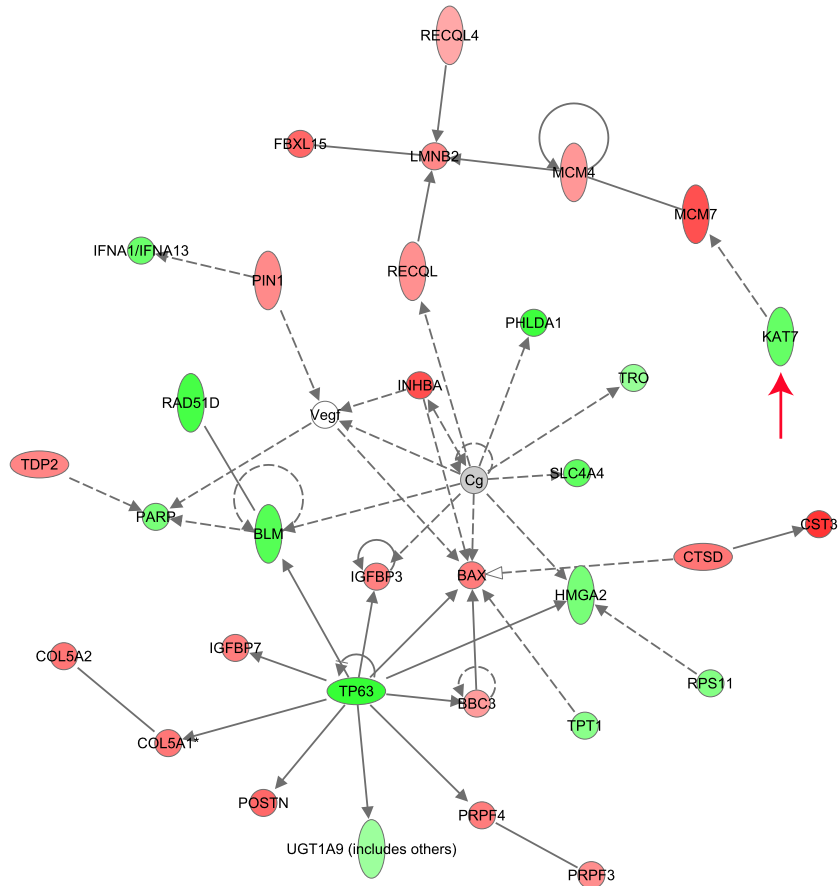 RECQL4
FBXL15
LMNB2
MCM4
MCM7
IFNA1/IFNA13
PIN1
RECQL
PHLDA1
KAT7
TRO
INHBA
RAD51D
Vegf
TDP2
Cg
SLC4A4
PARP
BLM
CST3
CTSD
IGFBP3
BAX
HMGA2
COL5A2
IGFBP7
RPS11
TP63
BBC3
TPT1
COL5A1*
POSTN
PRPF4
UGT1A9 (includes others)
PRPF3